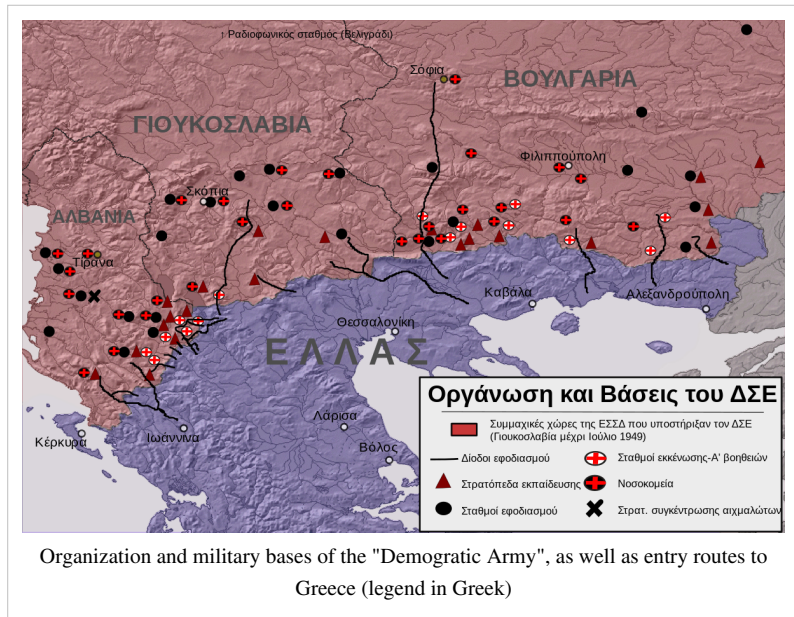 ↑ Ραδιοφωνικός σταθμός (Βελιγράδι)
Σόφια
ΒΟΥΛΓΑΡΙΑ
ΓΙΟΥΚΟΣΛΑΒΙΑ
Φιλιππούπολη
Σκόπια
ΑΛΒΑΝΙΑ
Τίρανα
Καβάλα
Αλεξανδρούπολη
Θεσσαλονίκη
ΕΛΛΑΣ
Λάρισα
Κέρκυρα
Ιωάννινα
Βόλος
Οργάνωση και Βάσεις του ΔΣΕ
Συμμαχικές χώρες της ΕΣΣΔ που υποστήριξαν τον ΔΣΕ
(Γιουκοσλαβία μέχρι Ιούλιο 1949)
Δίοδοι εφοδιασμού
Σταθμοί εκκένωσης-Α' βοηθειών
Στρατόπεδα εκπαίδευσης
Νοσοκομεία
Σταθμοί εφοδιασμού
Στρατ. συγκέντρωσης αιχμαλώτων
Organization and military bases of the "Demogratic Army", as well as entry routes to
Greece (legend in Greek)